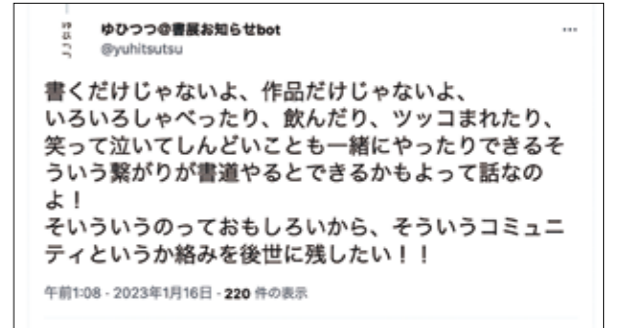 ゆひつつ@書展お知らせbot
@yuhitsutsu
書くだけじゃないよ、作品だけじゃないよ、
いろいろしゃべったり、飲んだり、ツッコまれたり、
笑って泣いてしんどいことも一緒にやったりできるそ
ういう繋がりが書道やるとできるかもよって話なの
よ！
そいういうのっておもしろいから、そういうコミュニ
ティというか絡みを後世に残したい！！
午前1:08 - 2023年1月16日 - 220 件の表示